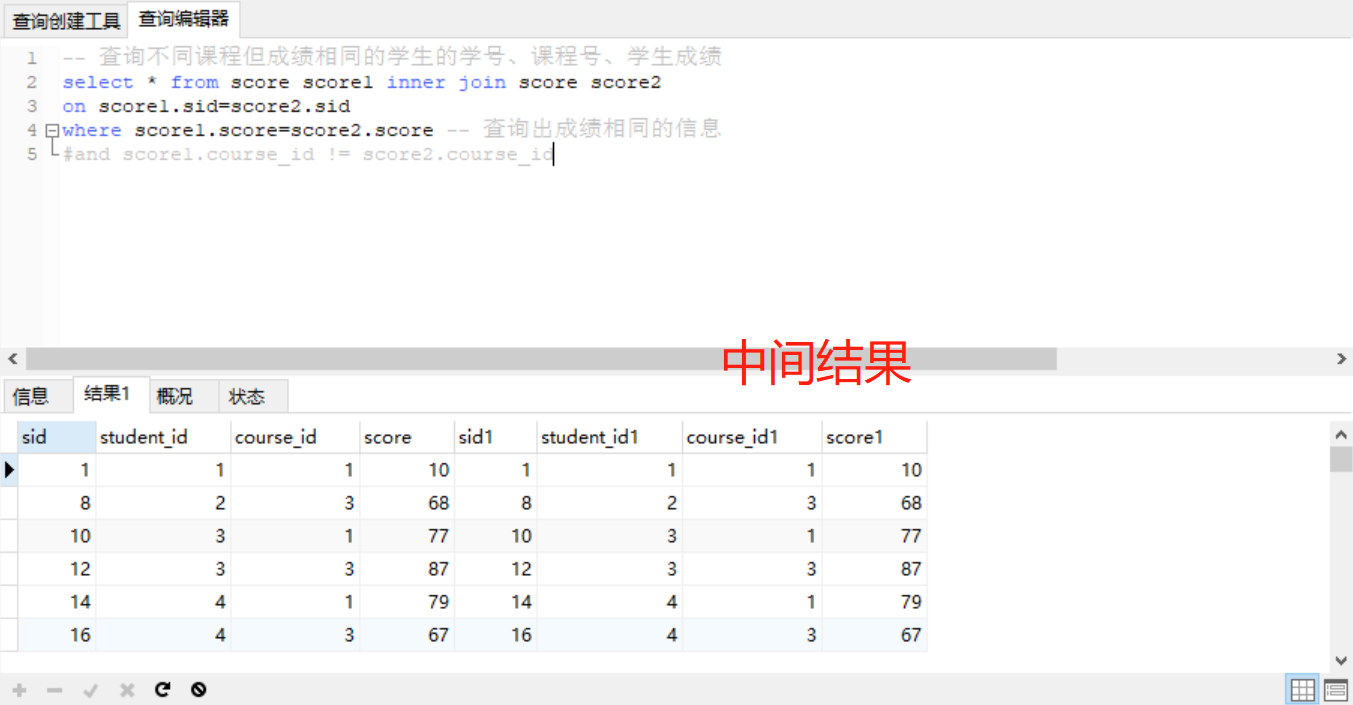 查询创建工具 查询编辑器
1 -- 查询不同课程但成绩相同的学生的学号、课程号、学生成绩
2 select * from score score1 inner join score score2
3 on score1.sid=score2.sid
4 where score1.score=score2.score -- 查询出成绩相同的信息
5 #and score1.course_id != score2.course_id
中间结果
信息 结果1 概况 状态
sid student_id course_id score sid1 student_id1 course_id1 score1
1 1 1 10 1 1 1 10
8 2 3 68 8 2 3 68
10 3 1 77 10 3 1 77
12 3 3 87 12 3 3 87
14 4 1 79 14 4 1 79
16 4 3 67 16 4 3 67